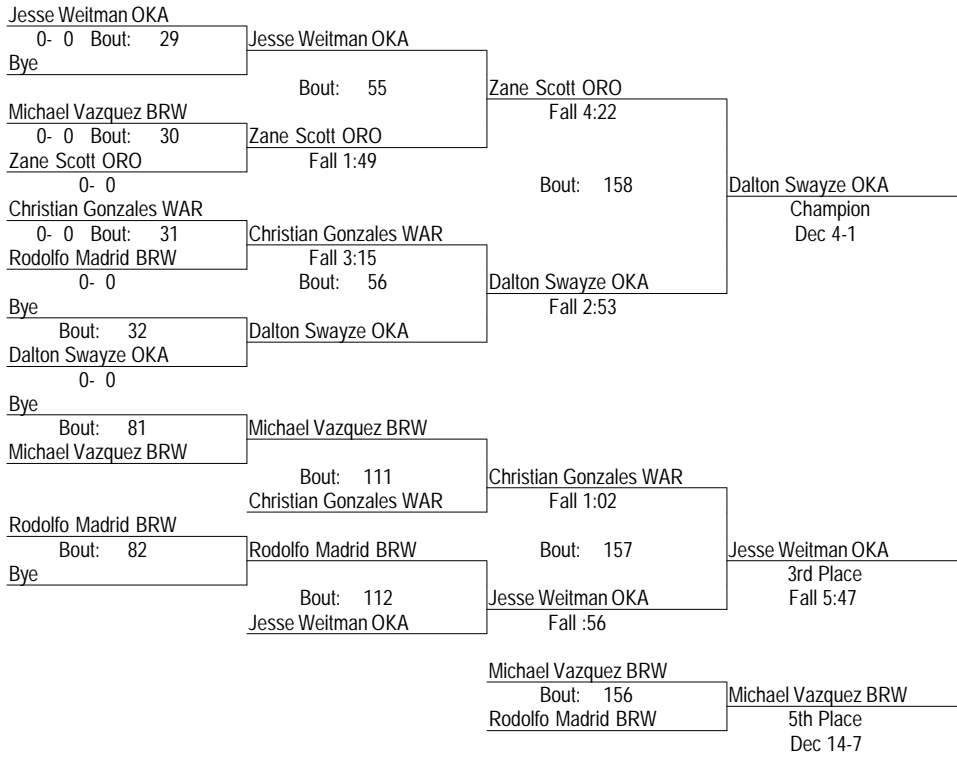 Jesse Weitman OKA
0- 0 Bout: 29
Jesse Weitman OKA
Bye
Bout: 55
Zane Scott ORO
Michael Vazquez BRW
Fall 4:22
0- 0 Bout: 30
Zane Scott ORO
Zane Scott ORO
Fall 1:49
0- 0
Bout: 158
Dalton Swayze OKA
Christian Gonzales WAR
Champion
0- 0 Bout: 31
Christian Gonzales WAR
Dec 4-1
Rodolfo Madrid BRW
Fall 3:15
0- 0
Bout: 56
Dalton Swayze OKA
Bye
Fall 2:53
Bout: 32
Dalton Swayze OKA
Dalton Swayze OKA
0- 0
Bye
Bout: 81
Michael Vazquez BRW
Michael Vazquez BRW
Bout: 111
Christian Gonzales WAR
Christian Gonzales WAR
Fall 1:02
Rodolfo Madrid BRW
Bout: 82
Rodolfo Madrid BRW
Bout: 157
Jesse Weitman OKA
Bye
3rd Place
Bout: 112
Jesse Weitman OKA
Fall 5:47
Jesse Weitman OKA
Fall :56
Michael Vazquez BRW
Bout: 156
Michael Vazquez BRW
Rodolfo Madrid BRW
5th Place
Dec 14-7